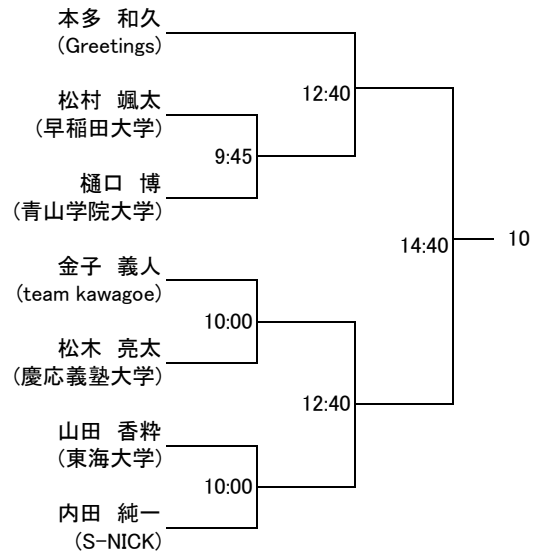 本多　和久
(Greetings)
12:40
松村　颯太
(早稲田大学)
9:45
樋口　博
(青山学院大学)
14:40
10
金子　義人
(team kawagoe)
10:00
松木　亮太
(慶応義塾大学)
12:40
山田　香粋
(東海大学)
10:00
内田　純一
(S-NICK)